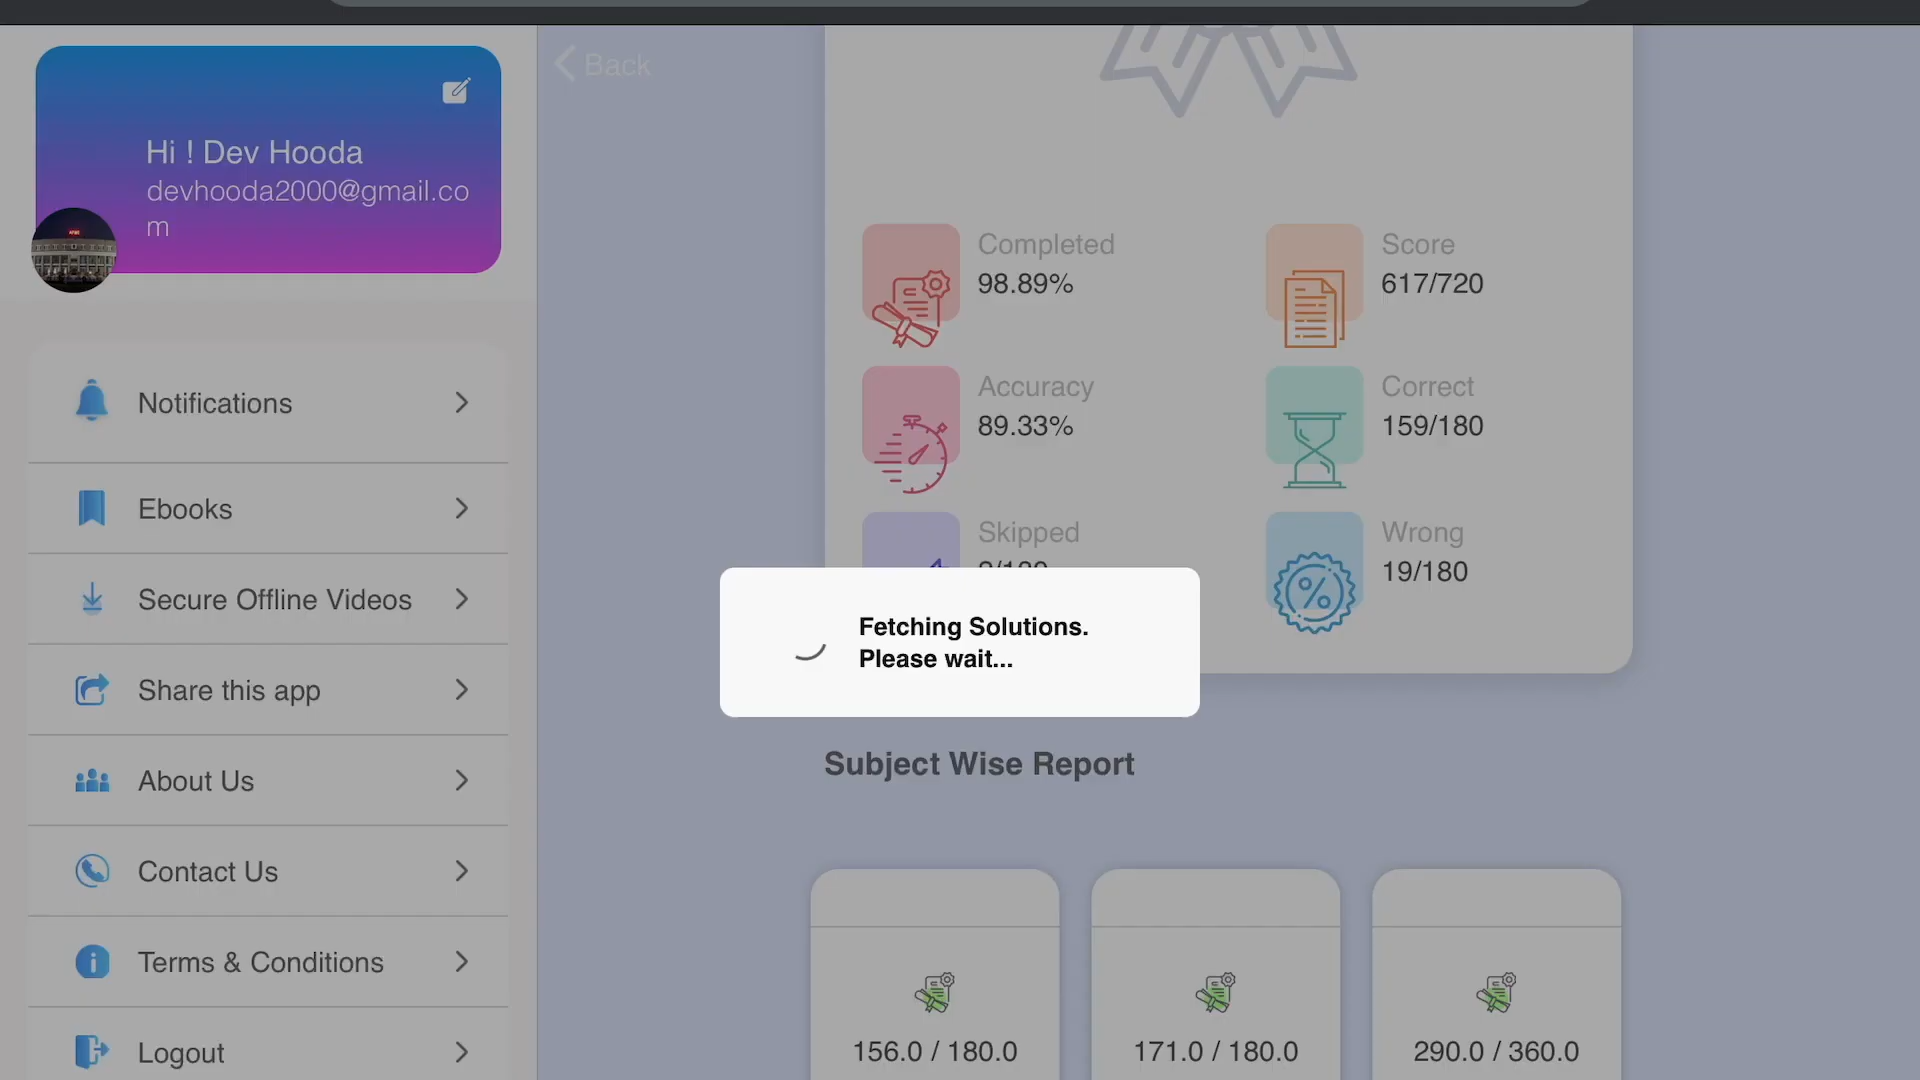 Back
Hi ! Dev Hooda
devhooda2000@gmail.co
m
Notifications
Ebooks
Secure Offline Videos
Share this app
About Us
Contact Us
Terms & Conditions
Logout
Completed
98.89%
Score
617/720
Accuracy
89.33%
Correct
159/180
Skipped
Wrong
19/180
Fetching Solutions.
Please wait...
Subject Wise Report
156.0 / 180.0
171.0 / 180.0
290.0 / 360.0